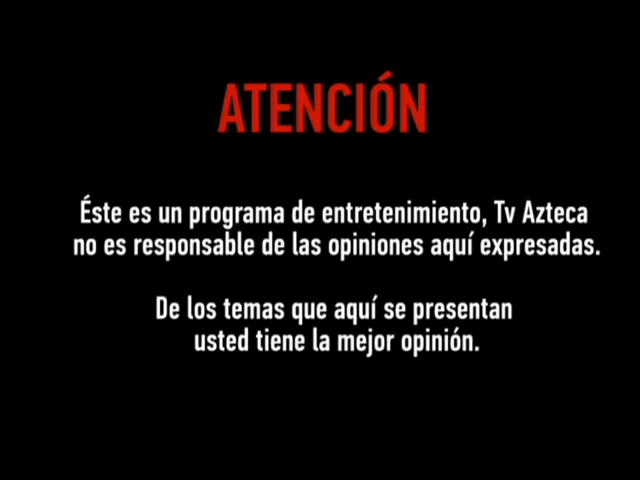 ATENCIÓN
Éste es un programa de entretenimiento, Tv Azteca
no es responsable de las opiniones aquí expresadas.
De los temas que aquí se presentan
usted tiene la mejor opinión.